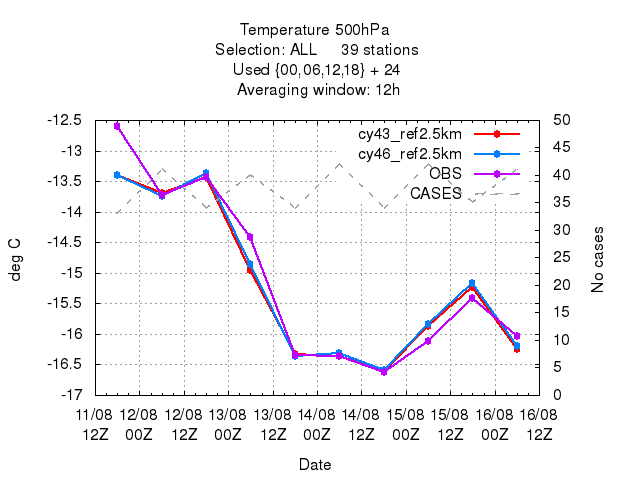 Temperature 500hPa
Selection: ALL 39 stations
Used {00,06,12,18} + 24
Averaging window: 12h
cy43_ref2.5km
cy46_ref2.5km
OBS
CASES
-12.5
-13
-13.5
-14
-14.5
-15
-15.5
-16
-16.5
-17
deg C
50
45
40
35
30
25
20
15
10
5
0
No cases
11/08 12/08 12/08 13/08 13/08 14/08 14/08 15/08 15/08 16/08 16/08
12Z 00Z 12Z 00Z 12Z 00Z 12Z 00Z 12Z 00Z 12Z
Date